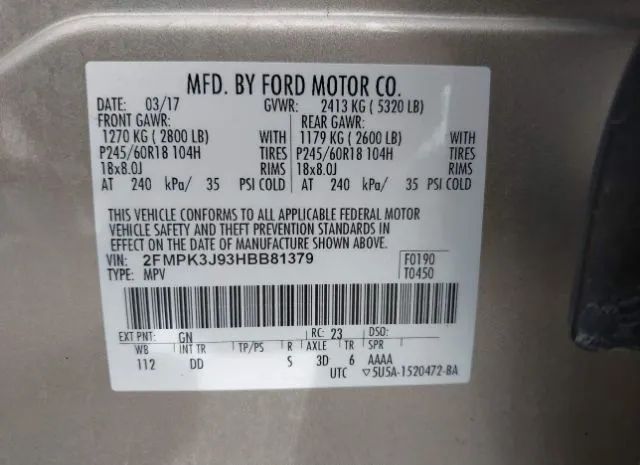 MFD. BY FORD MOTOR CO.
DATE: 03/17 GVWR: 2413 KG ( 5320 LB)
FRONT GAWR: REAR GAWR:
1270 KG ( 2800 LB) WITH 1179 KG ( 2600 LB) WITH
P245/60R18 104H TIRES P245/60R18 104H TIRES
18x8.0J RIMS 18x8.0J RIMS
AT 240 kPa/ 35 PSI COLD AT 240 kPa/ 35 PSI COLD
THIS VEHICLE CONFORMS TO ALL APPLICABLE FEDERAL MOTOR
VEHICLE SAFETY AND THEFT PREVENTION STANDARDS IN
EFFECT ON THE DATE OF MANUFACTURE SHOWN ABOVE.
VIN: 2FMPK3J93HBB81379 F0190
TYPE: MPV T0450
EXT PNT: GN RC: 23 DSO:
WB INT TR TP/PS R AXLE TR SPR
112 DD S 3D 6 AAAA
UTC ▽5U5A-1520472-BA